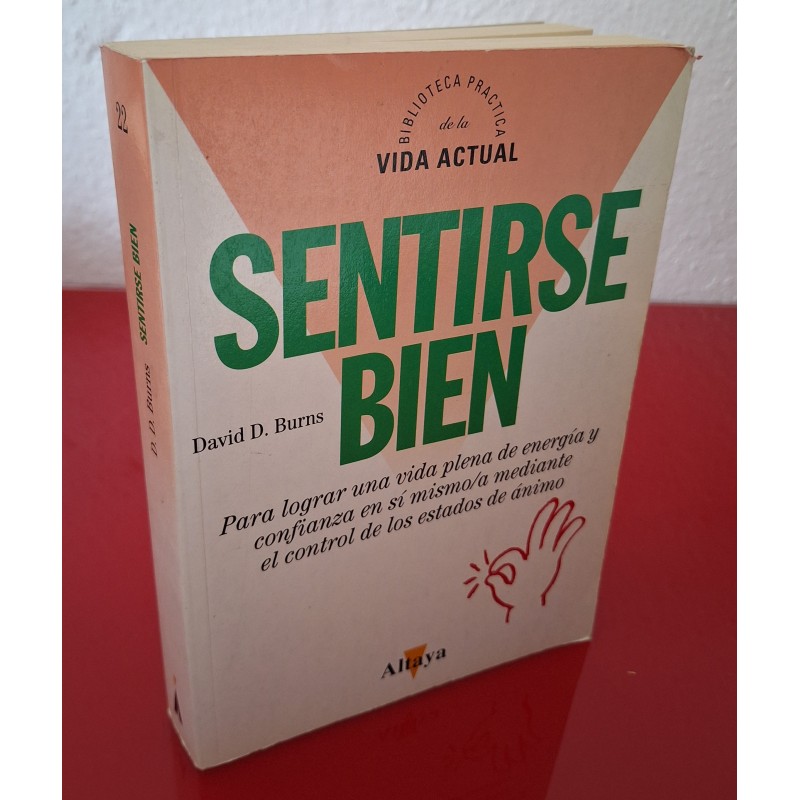 BIBLIOTECA PRACTICA
de la
VIDA ACTUAL
SENTIRSE
BIEN
David D. Burns
Para lograr una vida plena de energía y
confianza en sí mismo/a mediante
el control de los estados de ánimo
Altaya
22
D. D. Burns SENTIRSE BIEN